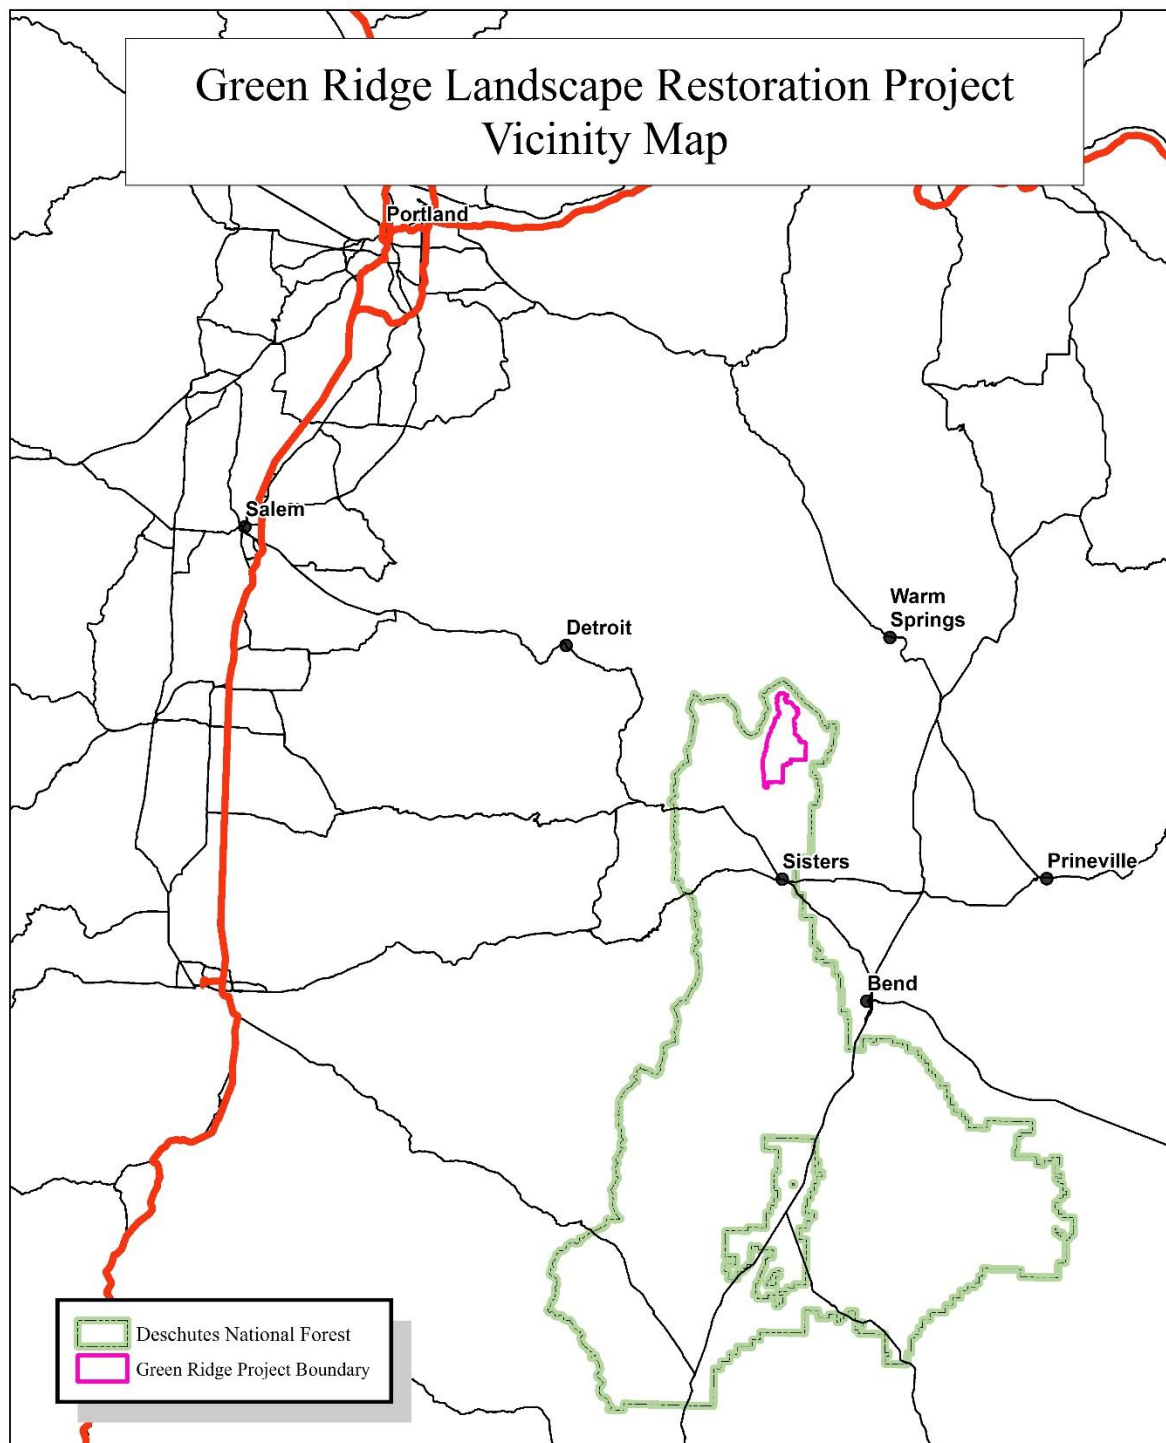 Green Ridge Landscape Restoration Project
Vicinity Map
Portland
Salem
Warm
Springs
Detroit
Sisters
Prineville
Bend
Deschutes National Forest
Green Ridge Project Boundary